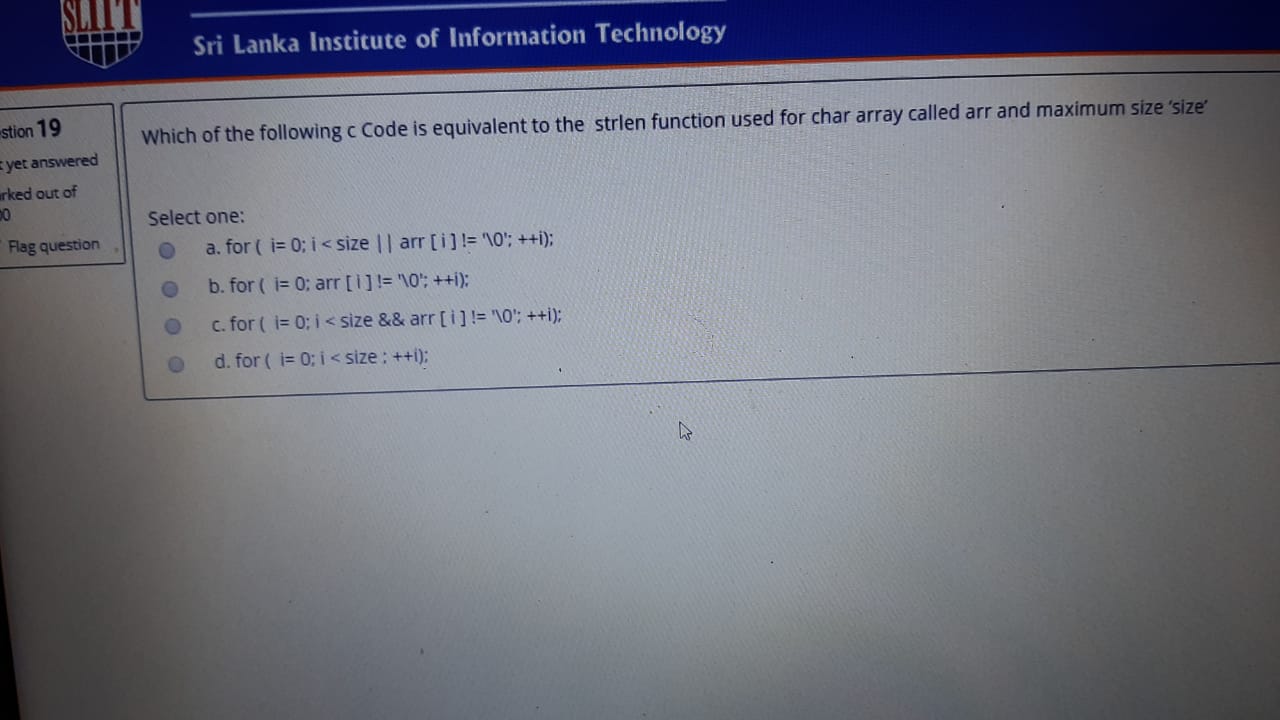 SLIIT
Sri Lanka Institute of Information Technology
stion 19
yet answered
rked out of
Flag question
Which of the following c Code is equivalent to the strlen function used for char array called arr and maximum size ‘size’
Select one:
a. for ( i= 0; i < size || arr [ i ] != '\0'; ++i);
b. for ( i= 0; arr [ i ] != '\0'; ++i);
c. for ( i= 0; i < size && arr [ i ] != '\0'; ++i);
d. for ( i= 0; i < size ; ++i);